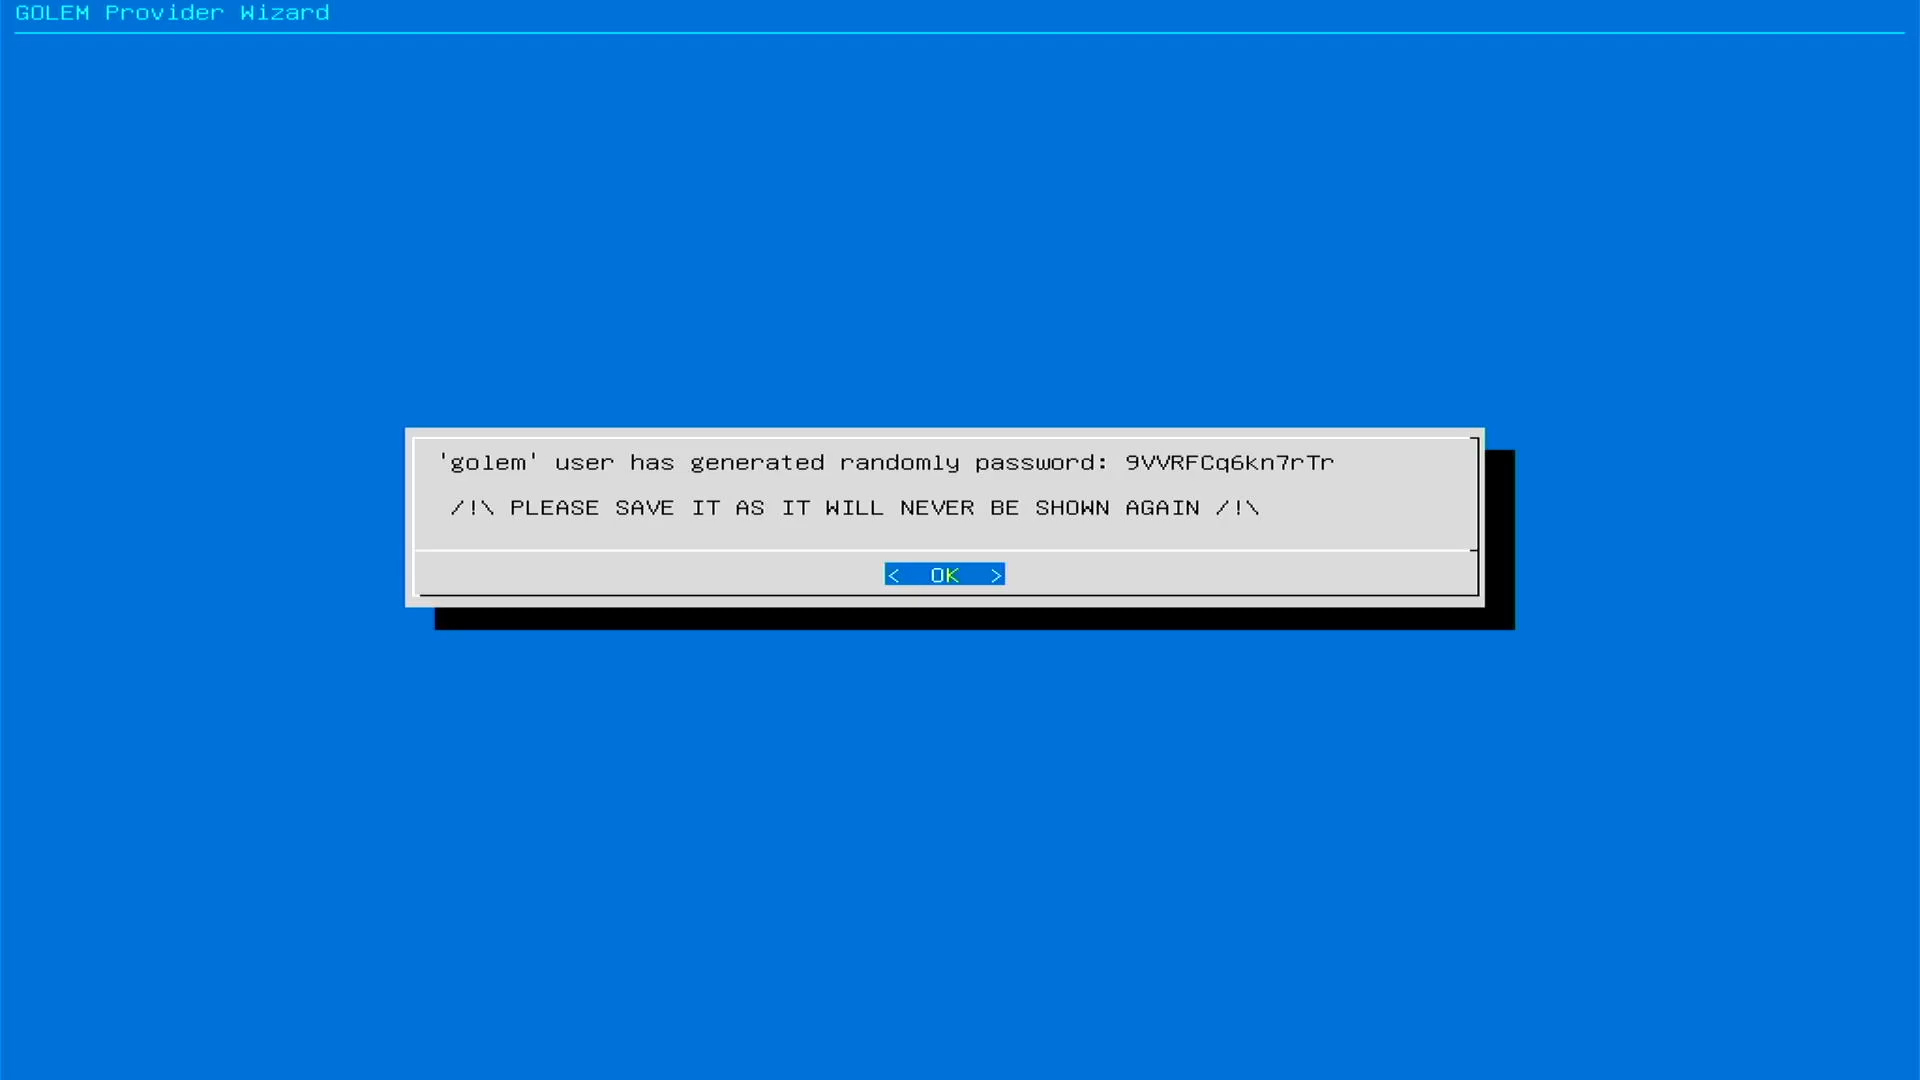 GOLEM Provider Wizard
'golem' user has generated randomly password: 9VVRFCq6kn7rTr
/!\ PLEASE SAVE IT AS IT WILL NEVER BE SHOWN AGAIN /!\
< OK >